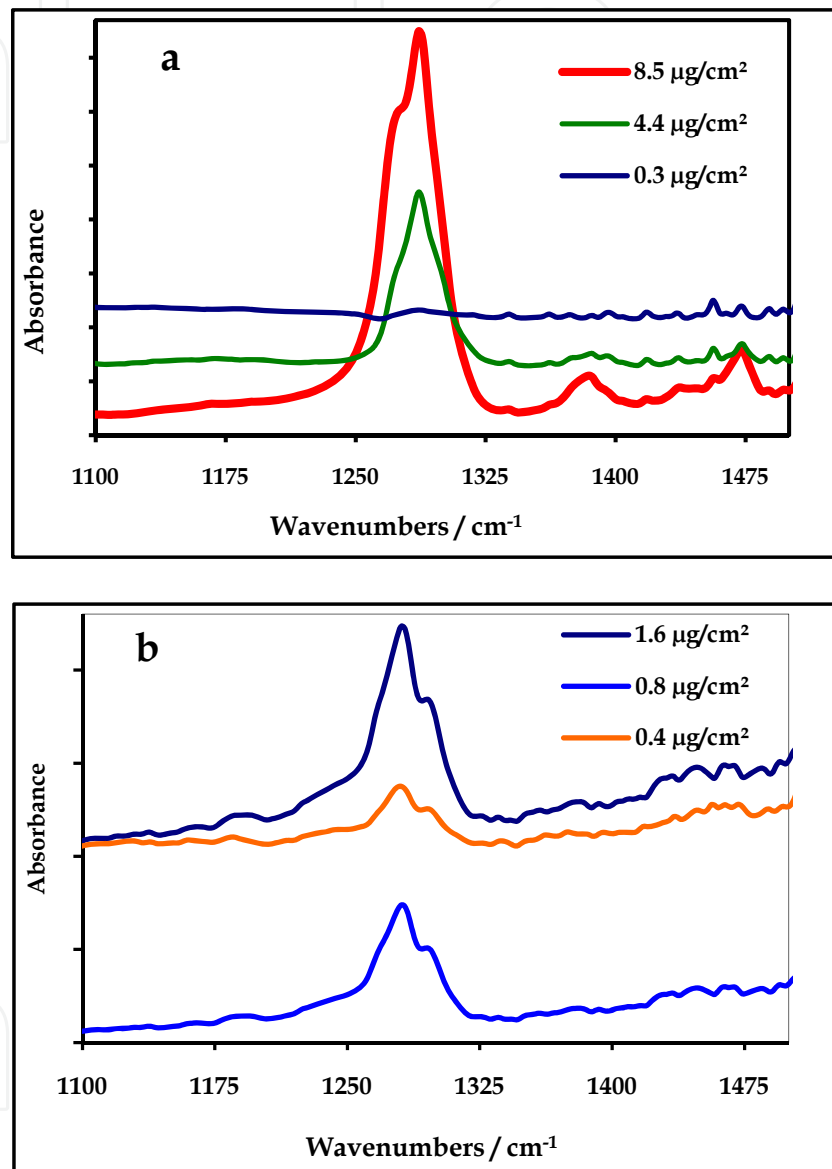 a
8.5 µg/cm²
4.4 µg/cm²
0.3 µg/cm²
Absorbance
1100 1175 1250 1325 1400 1475
Wavenumbers / cm⁻¹
b
1.6 µg/cm²
0.8 µg/cm²
0.4 µg/cm²
Absorbance
1100 1175 1250 1325 1400 1475
Wavenumbers / cm⁻¹